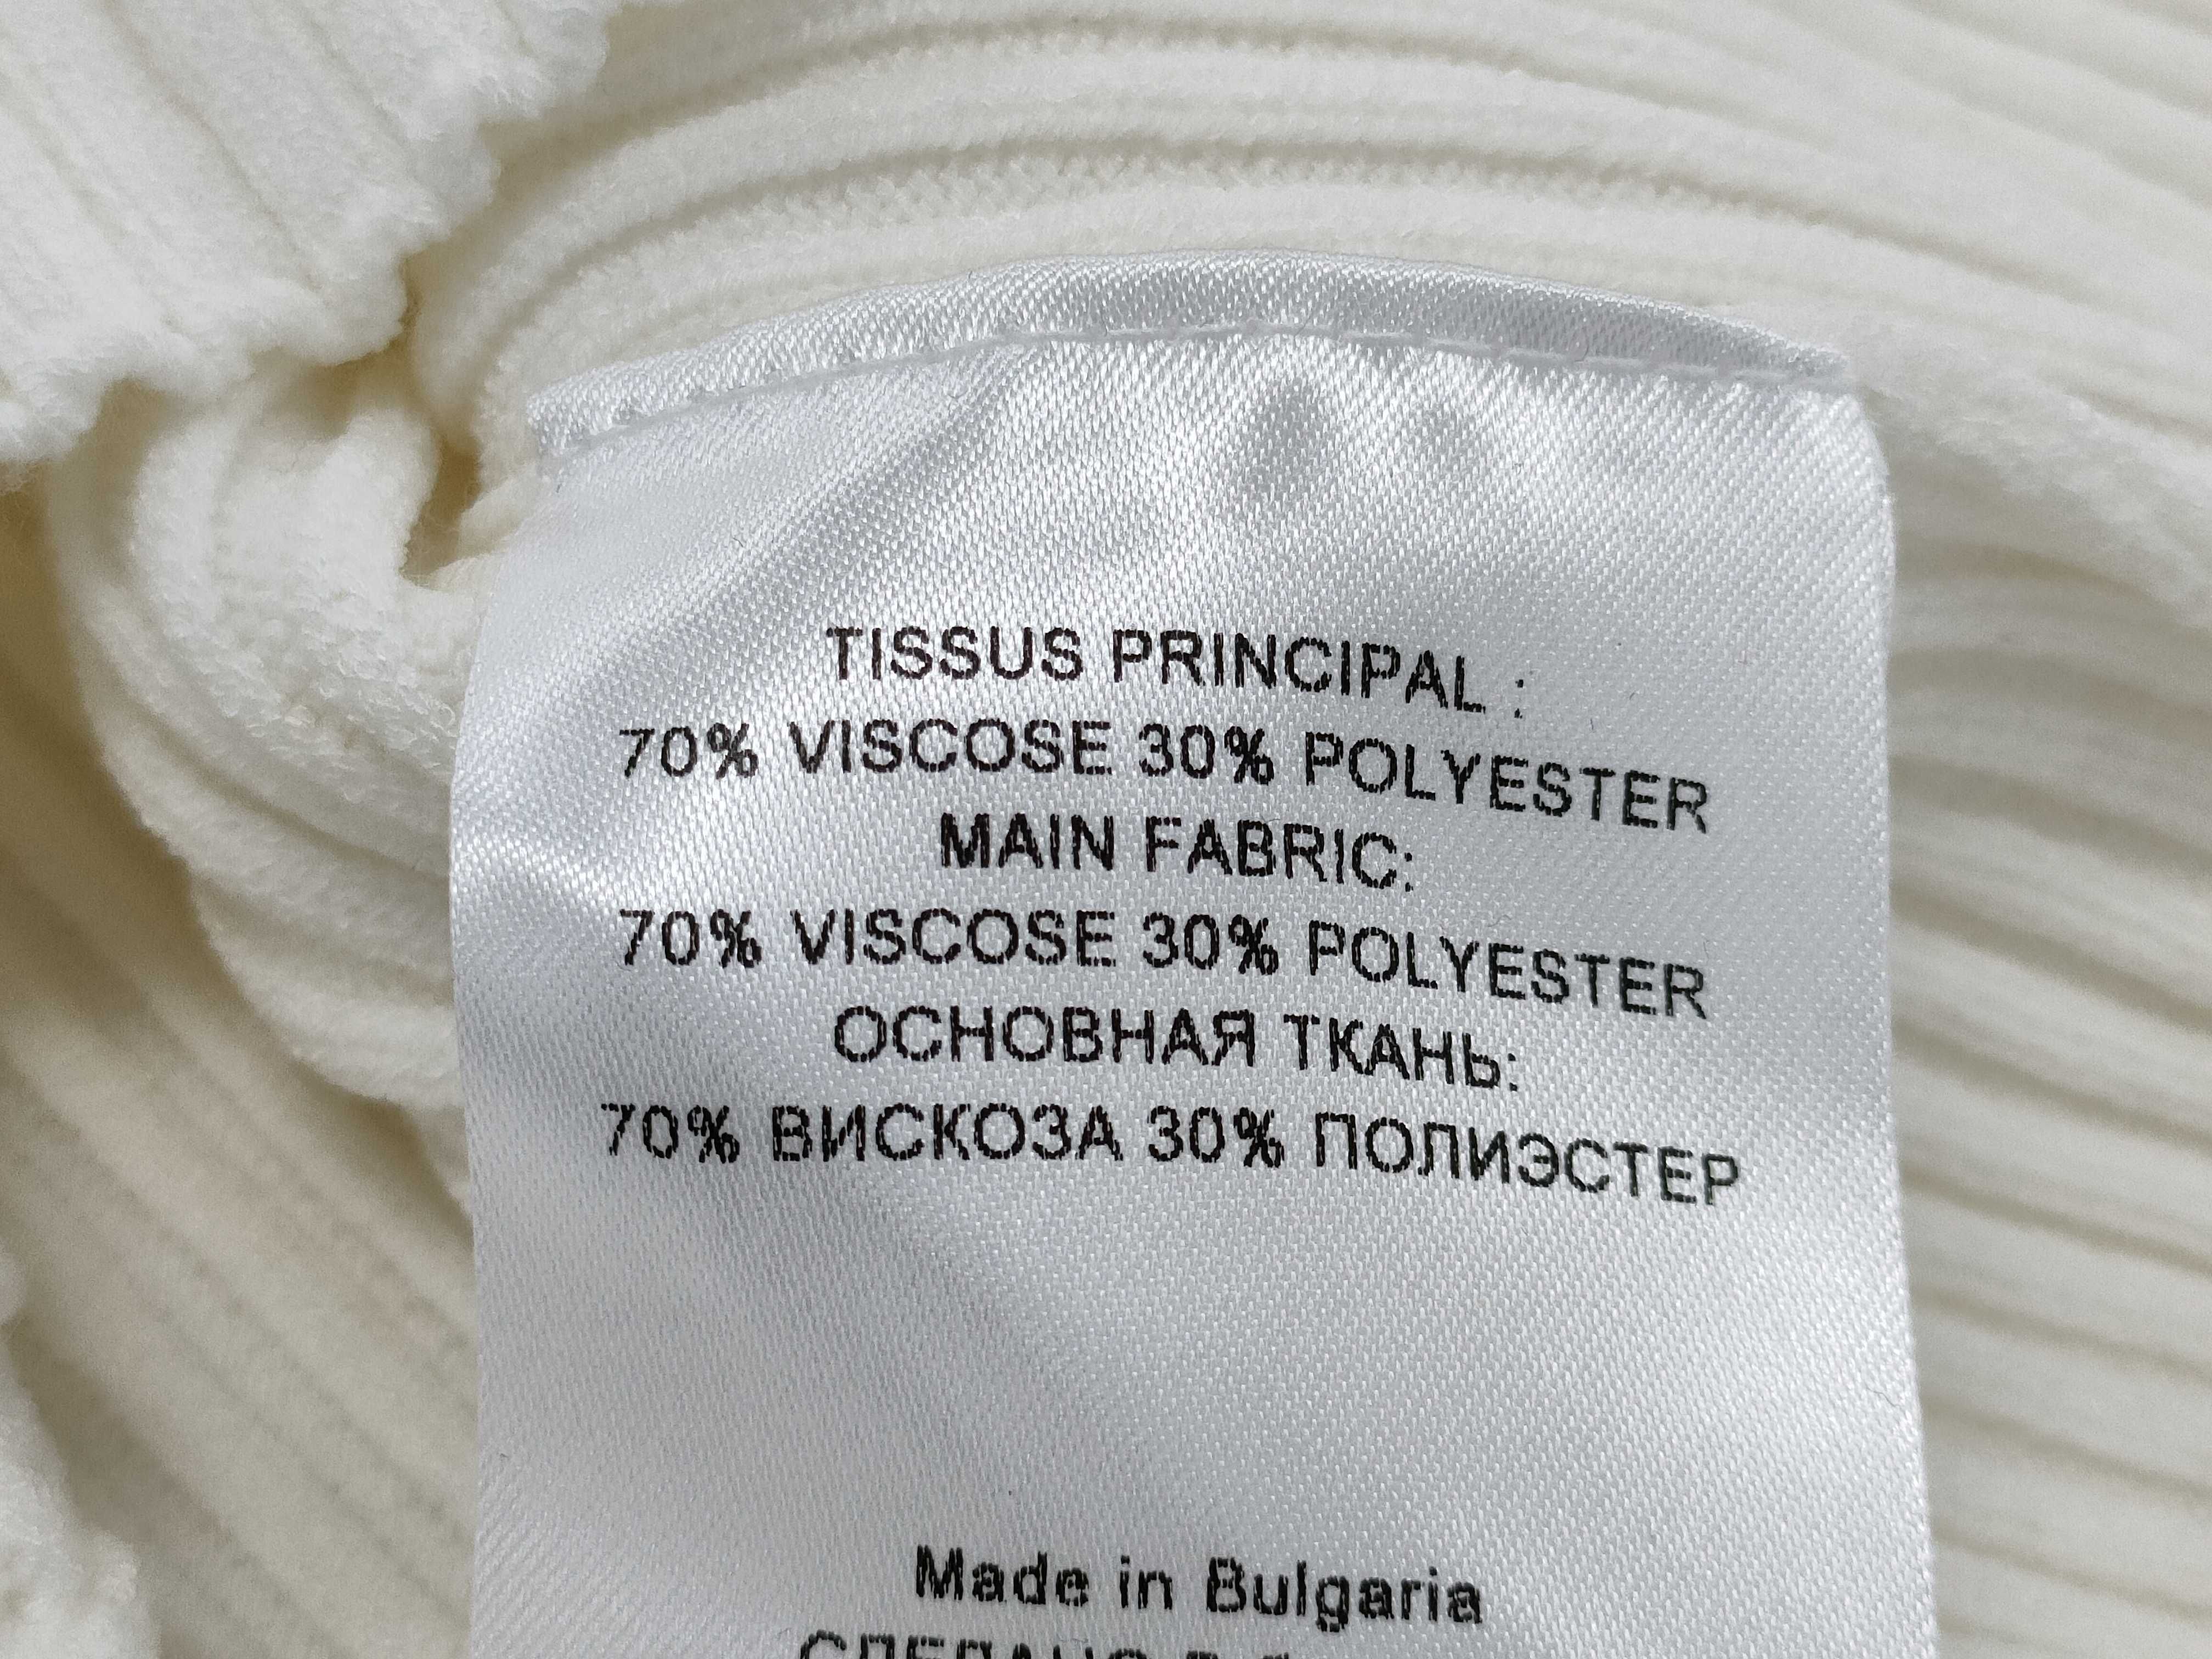 TISSUS PRINCIPAL :
70% VISCOSE 30% POLYESTER
MAIN FABRIC:
70% VISCOSE 30% POLYESTER
ОСНОВНАЯ ТКАНЬ:
70% ВИСКОЗА 30% ПОЛИЭСТЕР
Made in Bulgaria
СДЕЛАНО